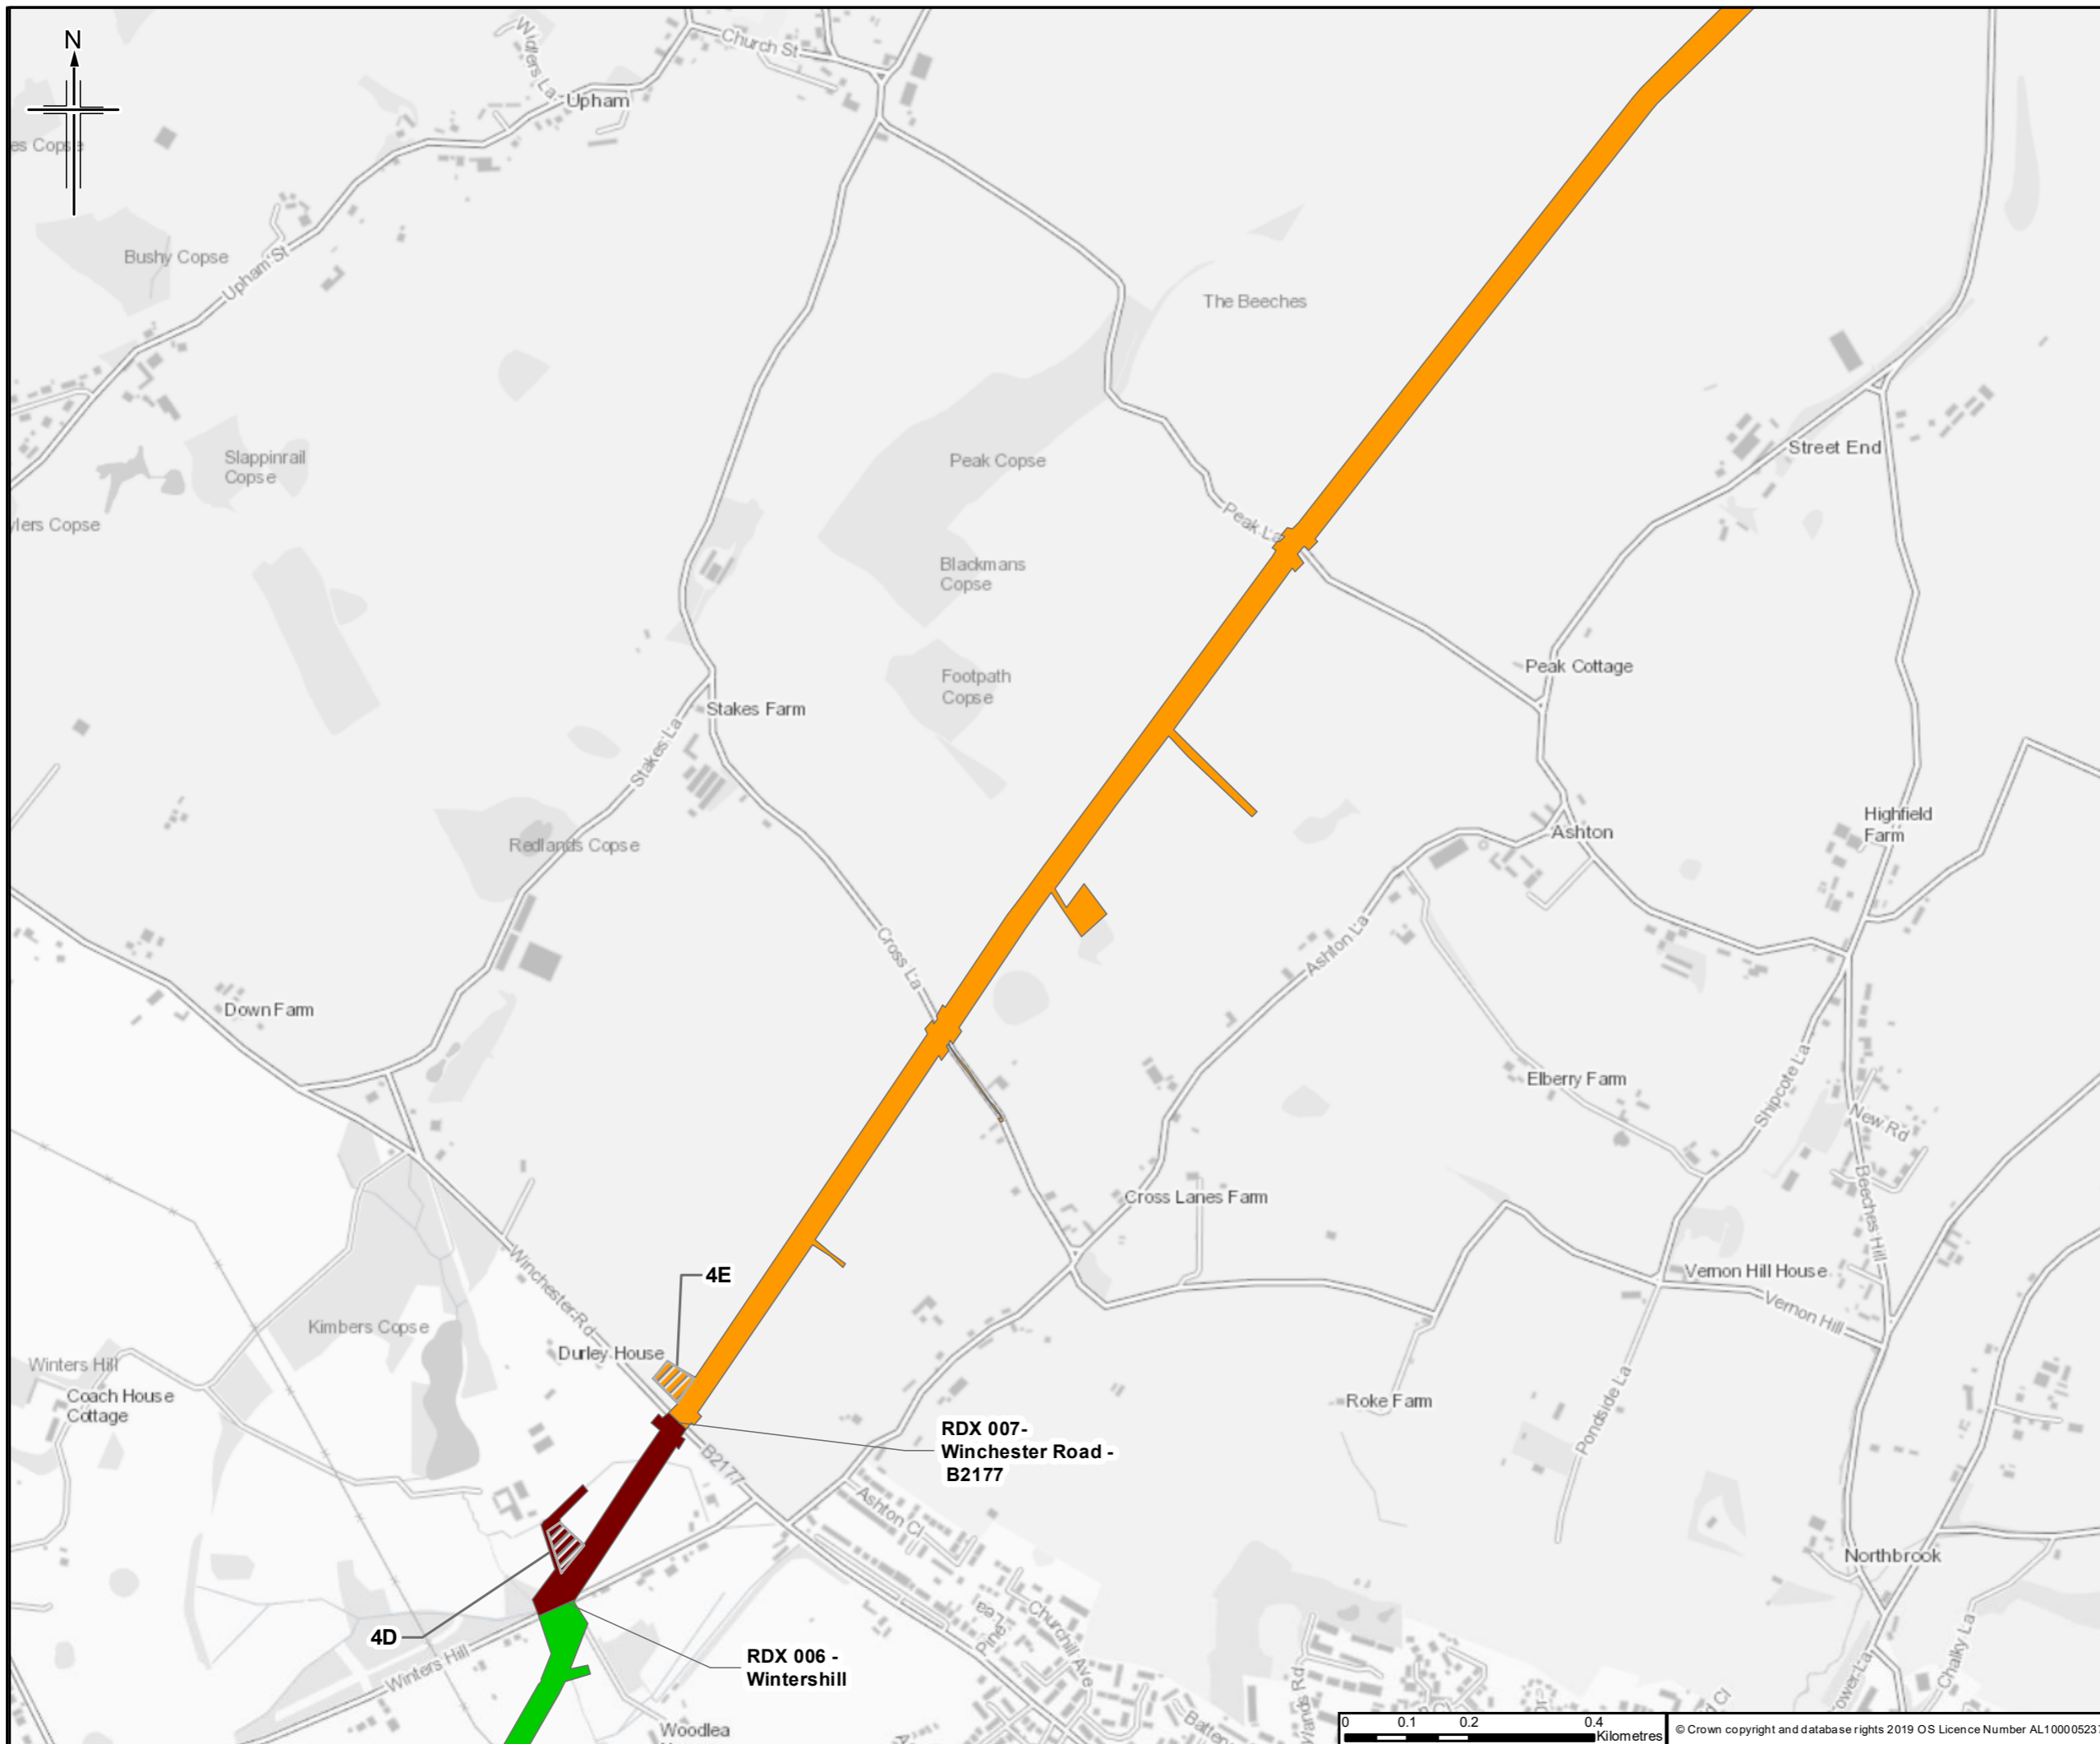 N
Church St
Widlers La
Upham
Bushy Copse
Upham St
The Beeches
Slappinrail
Copse
Peak Copse
Street End
Peak La
Blackmans
Copse
Footpath
Copse
Peak Cottage
Stakes Farm
Stakes La
Redlands Copse
Ashton
Highfield
Farm
Cross La
Ashton La
Down Farm
Elberry Farm
Shipcote La
New Rd
Beeches Hill
Cross Lanes Farm
Winchester Rd
4E
Vernon Hill House
Vernon Hill
Kimbers Copse
Durley House
Winters Hill
Coach House
Cottage
Roke Farm
Pondside La
RDX 007-
Winchester Road -
B2177
B2177
Ashton Cl
Northbrook
4D
Winters Hill
RDX 006 -
Wintershill
Pine
Lea
Churchill Ave
Chalky La
Woodlea
0 0.1 0.2 0.4
Kilometres
© Crown copyright and database rights 2019 OS Licence Number AL10000523